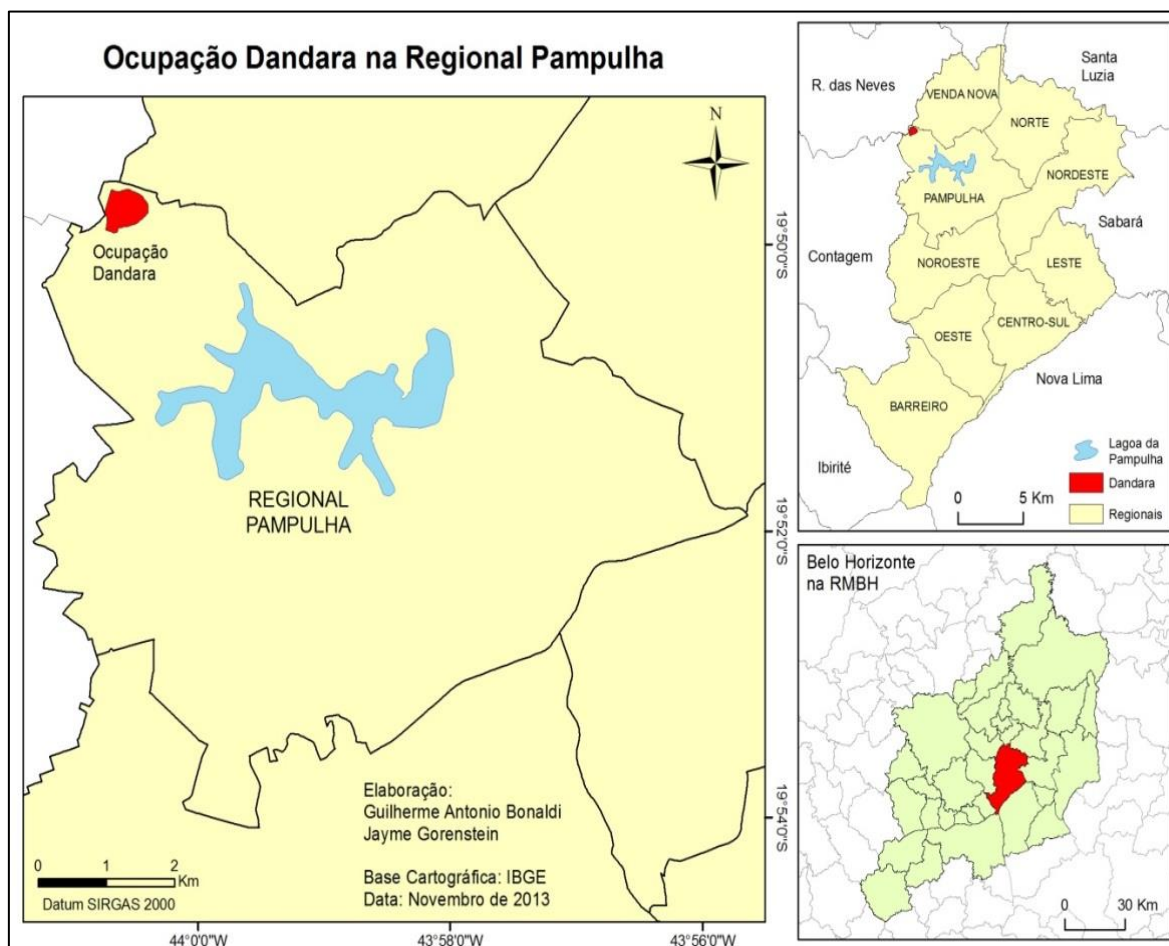 Ocupação Dandara na Regional Pampulha
N
Ocupação
Dandara
REGIONAL
PAMPULHA
19°50'0"S
19°52'0"S
19°54'0"S
Elaboração:
Guilherme Antonio Bonaldi
Jayme Gorenstein
Base Cartográfica: IBGE
Data: Novembro de 2013
0 1 2
Km
Datum SIRGAS 2000
44°0'0"W
43°58'0"W
43°56'0"W
Santa
Luzia
R. das Neves
VENDA NOVA
NORTE
NORDESTE
PAMPULHA
Sabará
Contagem
NOROESTE
LESTE
CENTRO-SUL
OESTE
Nova Lima
BARREIRO
Ibirité
Lagoa da
Pampulha
Dandara
Regionais
0 5 Km
Belo Horizonte
na RMBH
0 30 Km